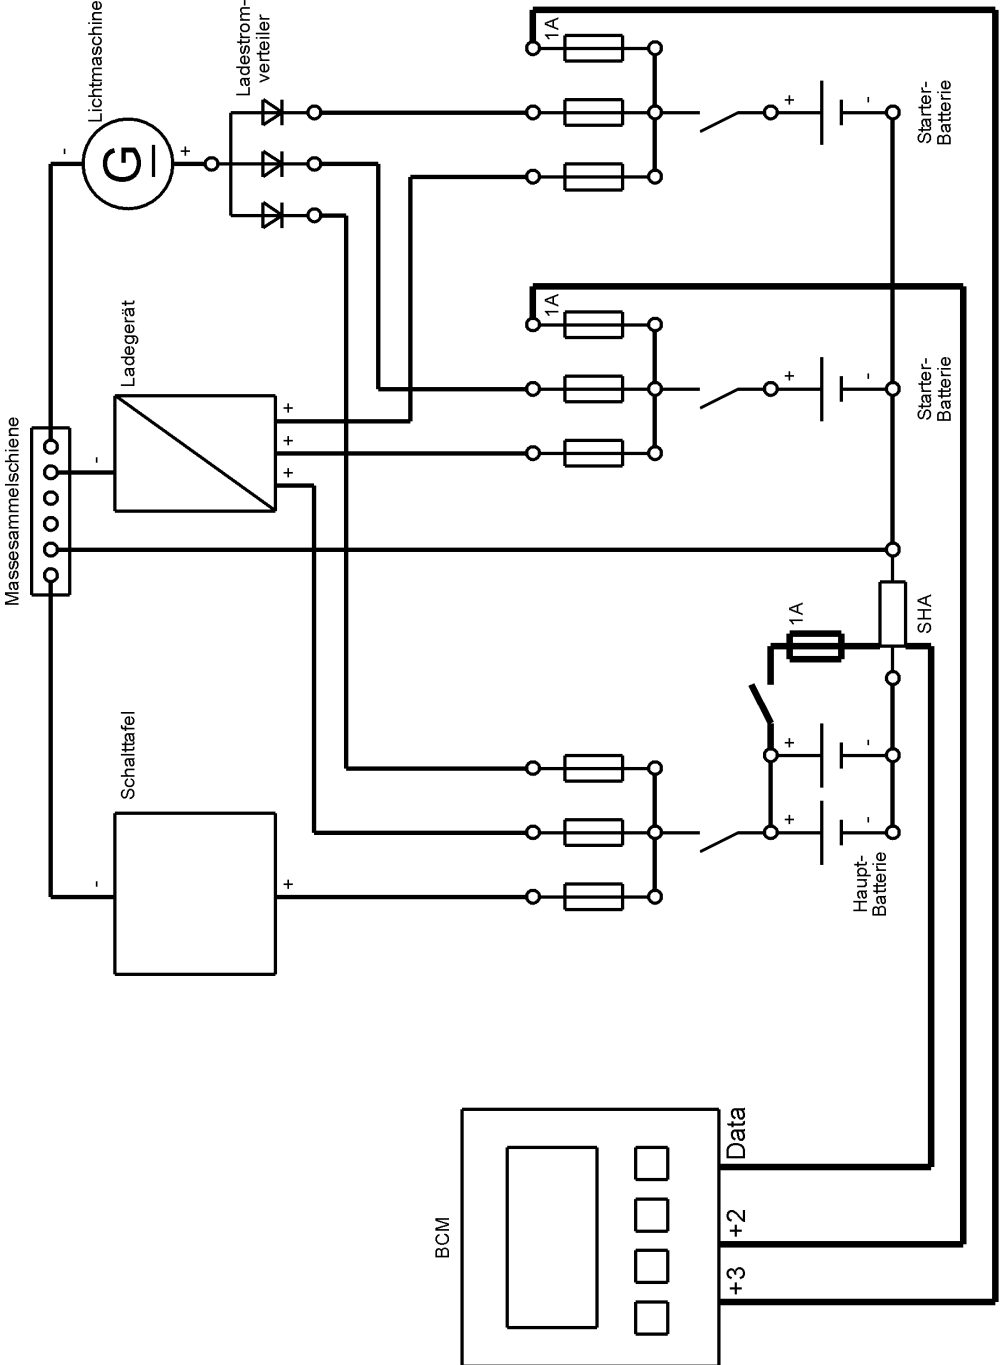 Massesammelschiene
Lichtmaschine
G
-
+
Ladestrom-
verteiler
Ladegerät
-
+
+
+
Schalttafel
-
+
1A
+
-
Starter-
Batterie
1A
+
-
Starter-
Batterie
1A
SHA
+
-
+
-
Haupt-
Batterie
BCM
Data
+2
+3